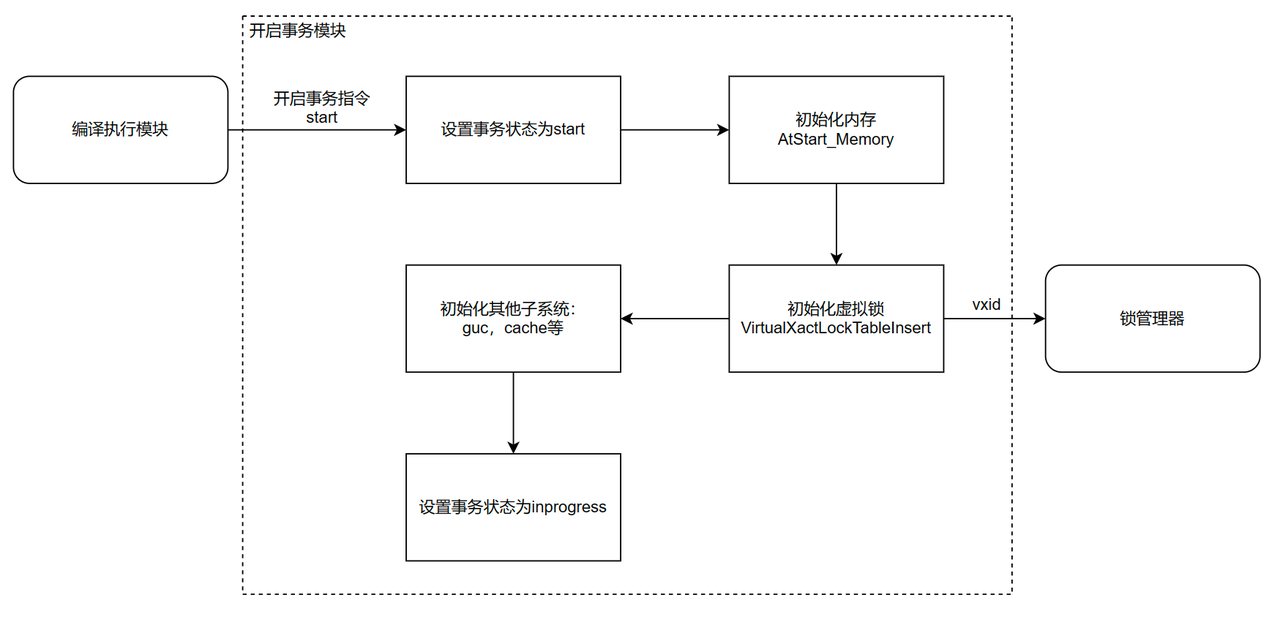 开启事务模块
编译执行模块
开启事务指令
start
设置事务状态为start
初始化内存
AtStart_Memory
初始化其他子系统：
guc，cache等
初始化虚拟锁
VirtualXactLockTableInsert
vxid
锁管理器
设置事务状态为inprogress